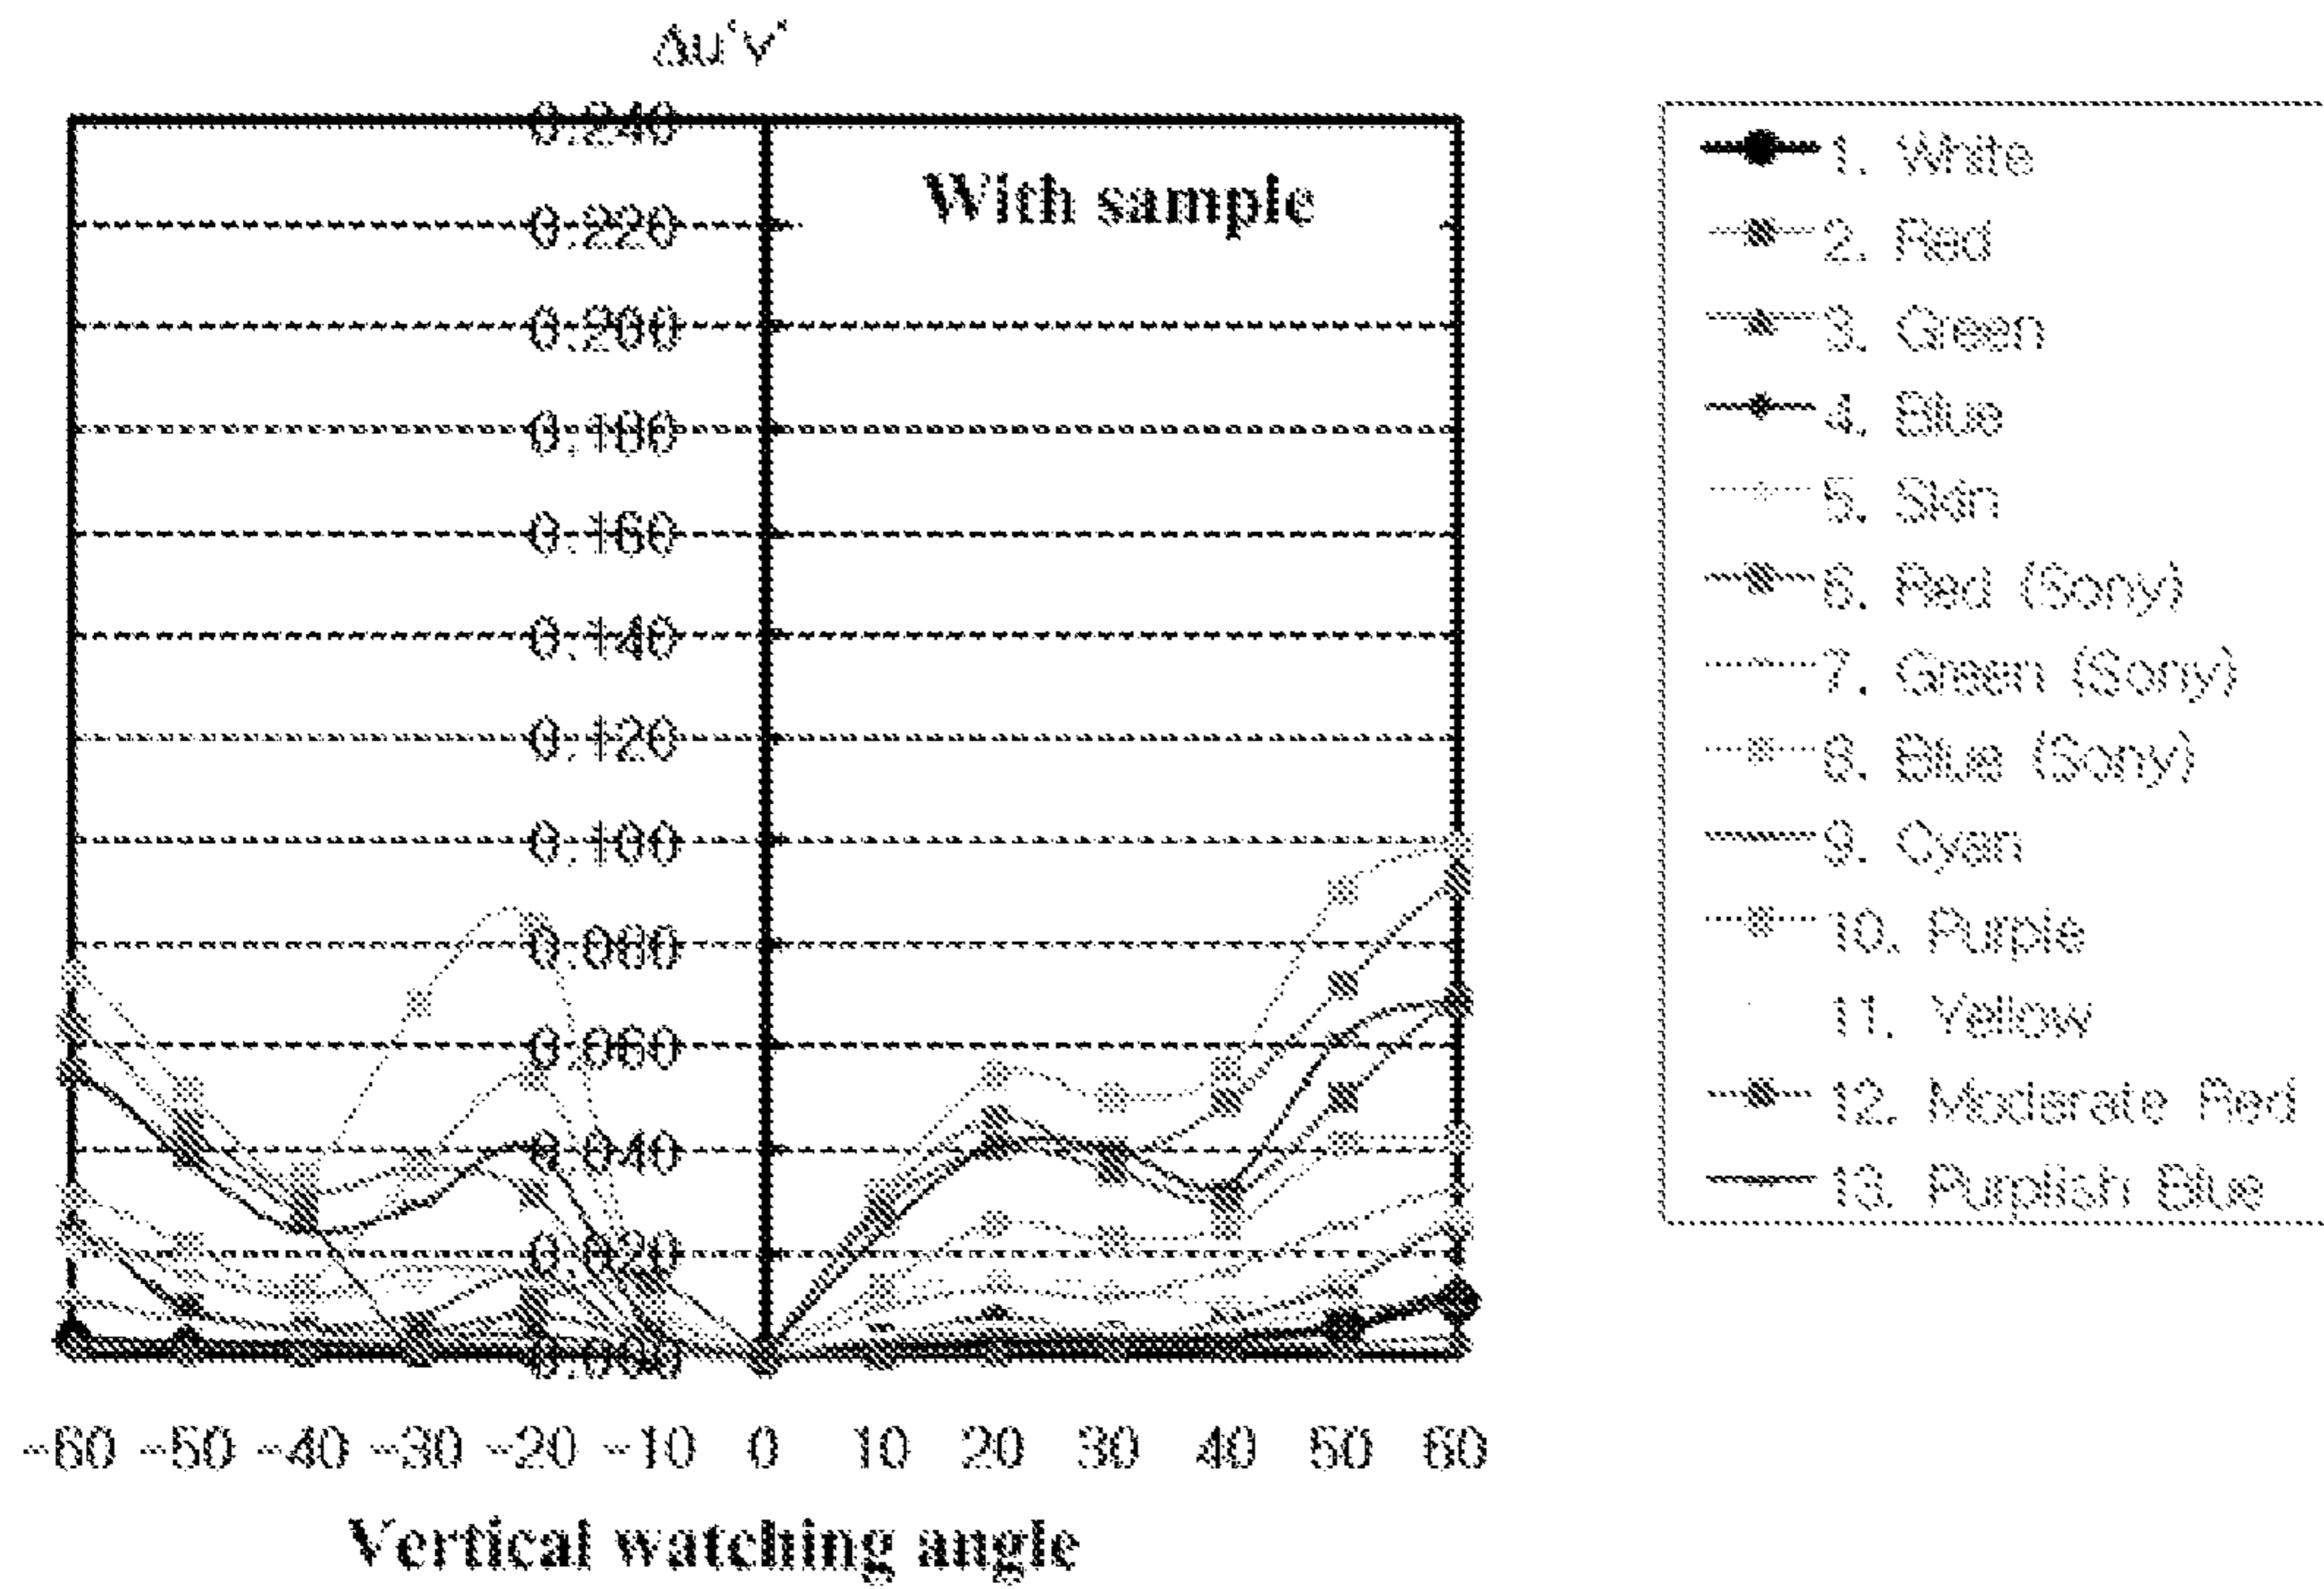 Δu'v'
0.240
0.220
0.200
0.180
0.160
0.140
0.120
0.100
0.080
0.060
0.040
0.020
0.000
With sample
-60 -50 -40 -30 -20 -10 0 10 20 30 40 50 60
Vertical watching angle
1. White
2. Red
3. Green
4. Blue
5. Skin
6. Red (Sony)
7. Green (Sony)
8. Blue (Sony)
9. Cyan
10. Purple
11. Yellow
12. Moderate Red
13. Purplish Blue